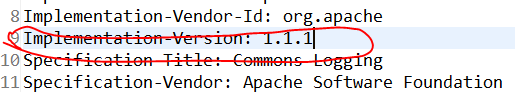 8 Implementation-Vendor-Id: org.apache
9 Implementation-Version: 1.1.1
10 Specification-Title: Commons Logging
11 Specification-Vendor: Apache Software Foundation